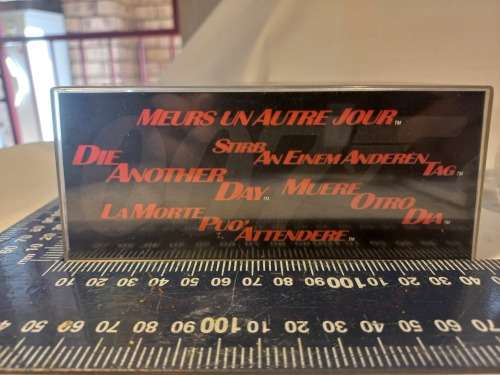 MEURS UN AUTRE JOUR™
STIRB AN EINEM ANDEREN TAG™
DIE ANOTHER DAY™
MUERE OTRO DIA™
LA MORTE PUO' ATTENDERE™
007